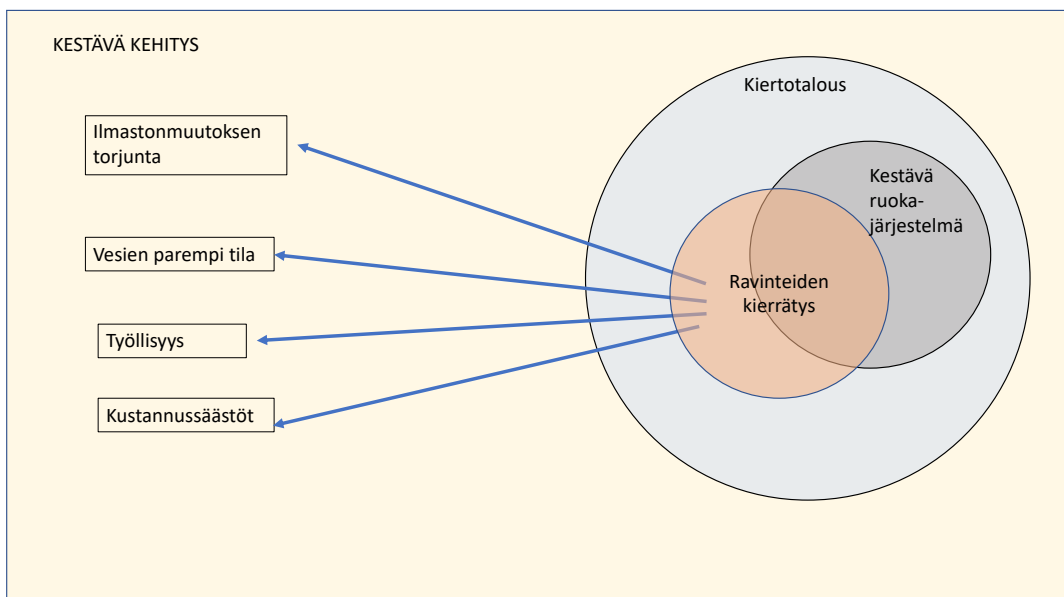 KESTÄVÄ KEHITYS
Kiertotalous
Ilmastonmuutoksen
torjunta
Kestävä
ruoka-
järjestelmä
Vesien parempi tila
Ravinteiden
kierrätys
Työllisyys
Kustannussäästöt